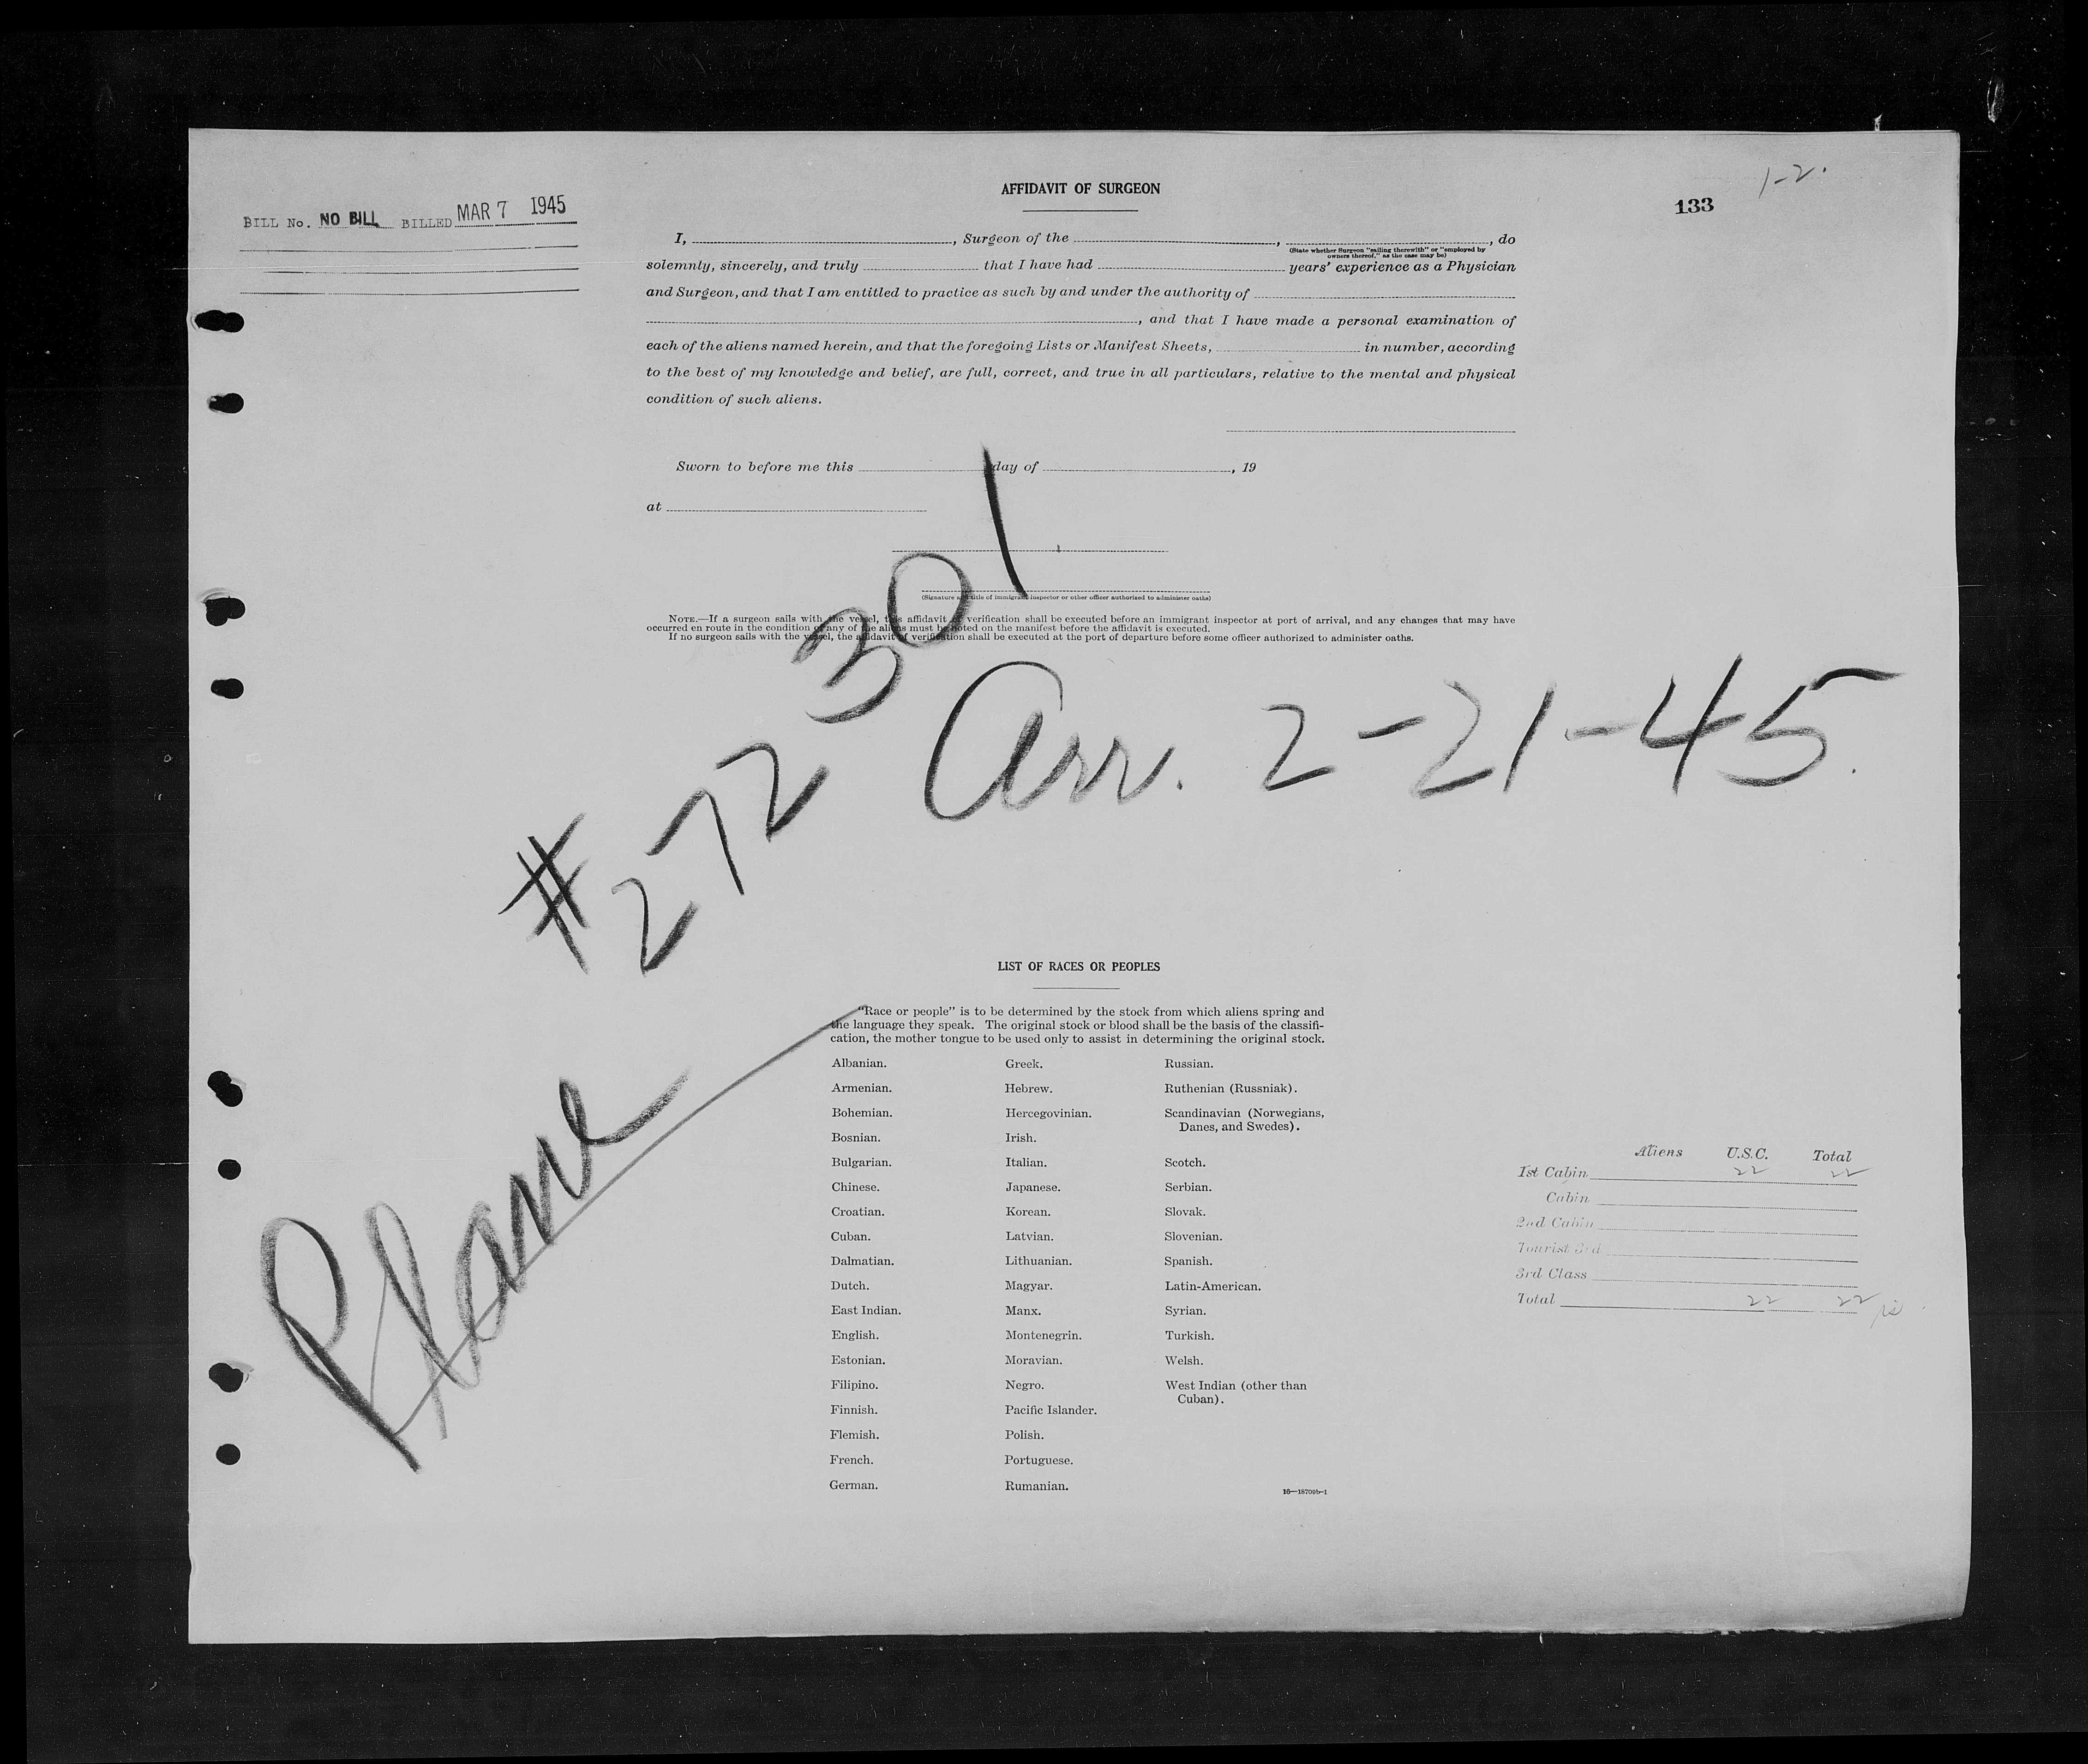 1-2.
133
BILL No. NO BILL BILLED MAR 7 1945
AFFIDAVIT OF SURGEON
I, , Surgeon of the , , do
(State whether Surgeon "sailing therewith" or "employed by
owners thereof," as the case may be)
solemnly, sincerely, and truly that I have had years' experience as a Physician
and Surgeon, and that I am entitled to practice as such by and under the authority of
, and that I have made a personal examination of
each of the aliens named herein, and that the foregoing Lists or Manifest Sheets, in number, according
to the best of my knowledge and belief, are full, correct, and true in all particulars, relative to the mental and physical
condition of such aliens.
Sworn to before me this day of , 19
at
(Signature and title of immigrant inspector or other officer authorized to administer oaths)
NOTE.—If a surgeon sails with the vessel, this affidavit of verification shall be executed before an immigrant inspector at port of arrival, and any changes that may have
occurred en route in the condition of any of the aliens must be noted on the manifest before the affidavit is executed.
If no surgeon sails with the vessel, the affidavit of verification shall be executed at the port of departure before some officer authorized to administer oaths.
Plane # 272301
Arr. 2-21-45.
LIST OF RACES OR PEOPLES
"Race or people" is to be determined by the stock from which aliens spring and
the language they speak. The original stock or blood shall be the basis of the classifi-
cation, the mother tongue to be used only to assist in determining the original stock.
Albanian.
Armenian.
Bohemian.
Bosnian.
Bulgarian.
Chinese.
Croatian.
Cuban.
Dalmatian.
Dutch.
East Indian.
English.
Estonian.
Filipino.
Finnish.
Flemish.
French.
German.
Greek.
Hebrew.
Hercegovinian.
Irish.
Italian.
Japanese.
Korean.
Latvian.
Lithuanian.
Magyar.
Manx.
Montenegrin.
Moravian.
Negro.
Pacific Islander.
Polish.
Portuguese.
Rumanian.
Russian.
Ruthenian (Russniak).
Scandinavian (Norwegians,
Danes, and Swedes).
Scotch.
Serbian.
Slovak.
Slovenian.
Spanish.
Latin-American.
Syrian.
Turkish.
Welsh.
West Indian (other than
Cuban).
16—18709b-1
Aliens U.S.C. Total
1st Cabin 22 22
Cabin
2nd Cabin
Tourist 3rd
3rd Class
Total 22 22